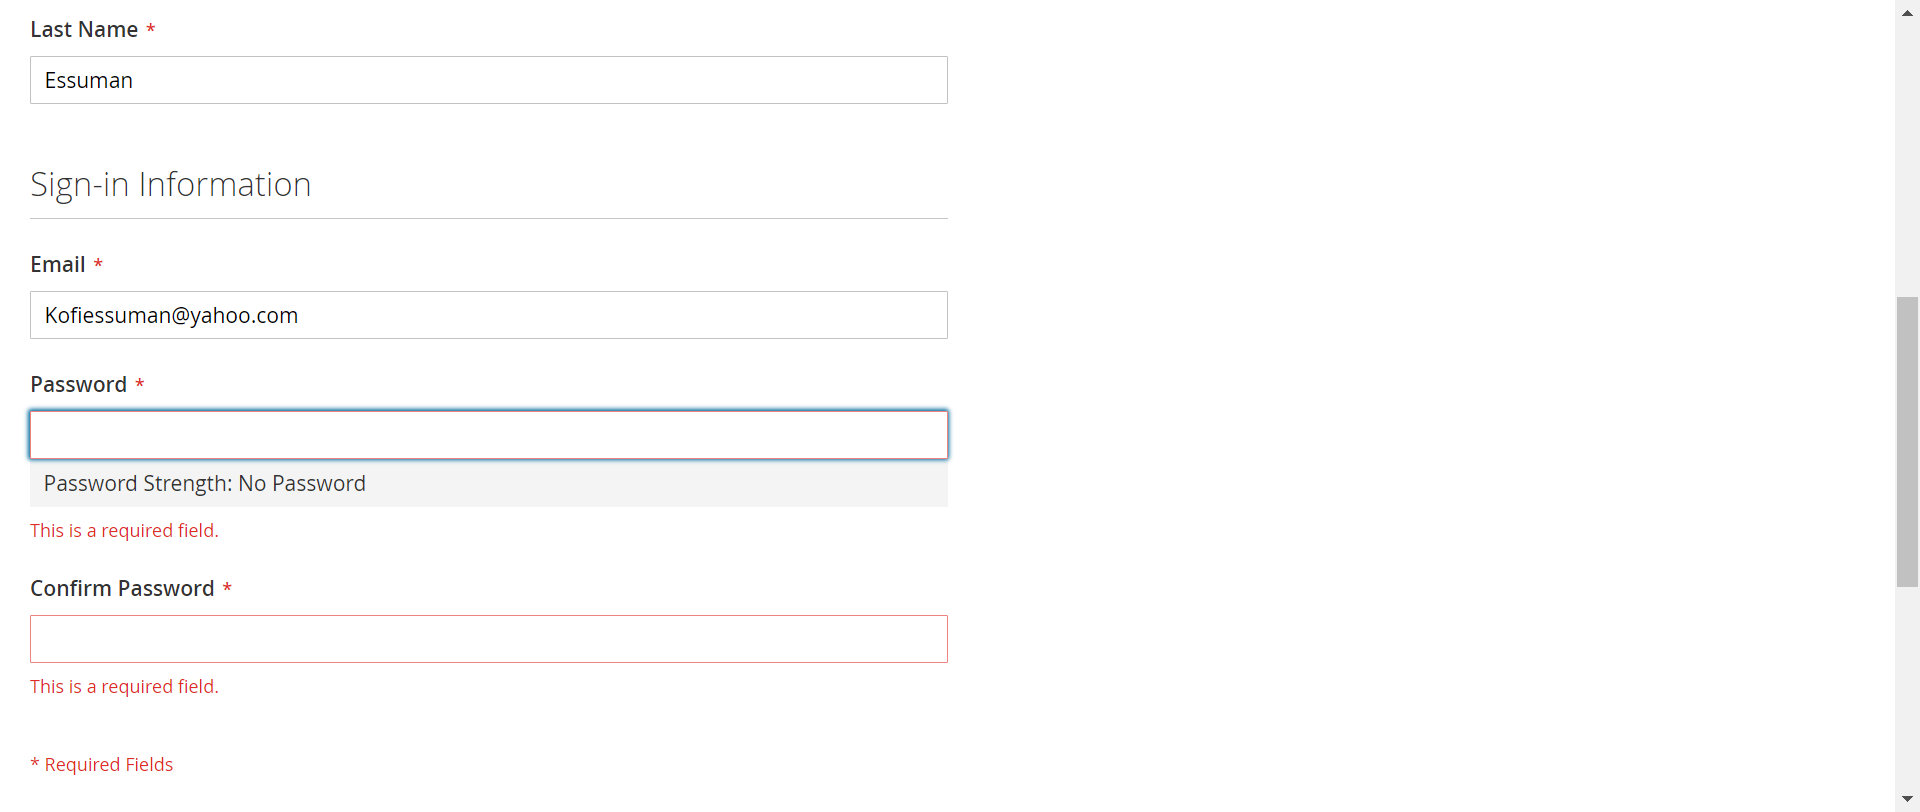 Last Name *
Essuman
Sign-in Information
Email *
Kofiessuman@yahoo.com
Password *
Password Strength: No Password
This is a required field.
Confirm Password *
This is a required field.
* Required Fields